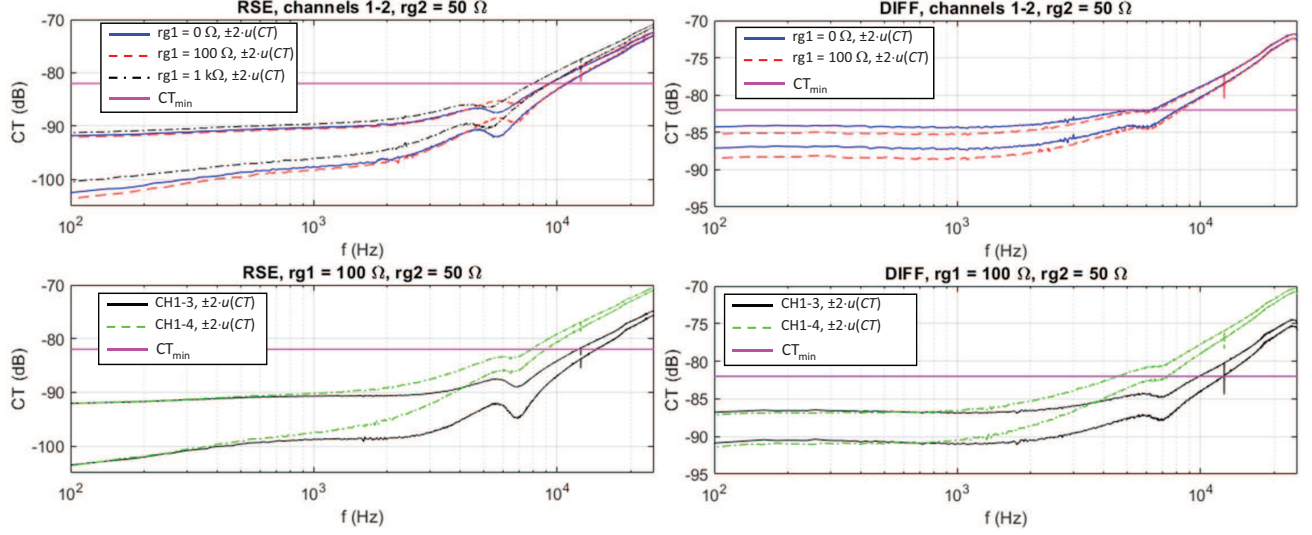 RSE, channels 1-2, rg2 = 50 Ω
rg1 = 0 Ω, ±2·u(CT)
rg1 = 100 Ω, ±2·u(CT)
rg1 = 1 kΩ, ±2·u(CT)
CTmin
CT (dB)
-70
-80
-90
-100
10²
10³
10⁴
f (Hz)
DIFF, channels 1-2, rg2 = 50 Ω
rg1 = 0 Ω, ±2·u(CT)
rg1 = 100 Ω, ±2·u(CT)
CTmin
CT (dB)
-70
-75
-80
-85
-90
-95
10²
10³
10⁴
f (Hz)
RSE, rg1 = 100 Ω, rg2 = 50 Ω
CH1-3, ±2·u(CT)
CH1-4, ±2·u(CT)
CTmin
CT (dB)
-70
-80
-90
-100
10²
10³
10⁴
f (Hz)
DIFF, rg1 = 100 Ω, rg2 = 50 Ω
CH1-3, ±2·u(CT)
CH1-4, ±2·u(CT)
CTmin
CT (dB)
-70
-75
-80
-85
-90
-95
10²
10³
10⁴
f (Hz)